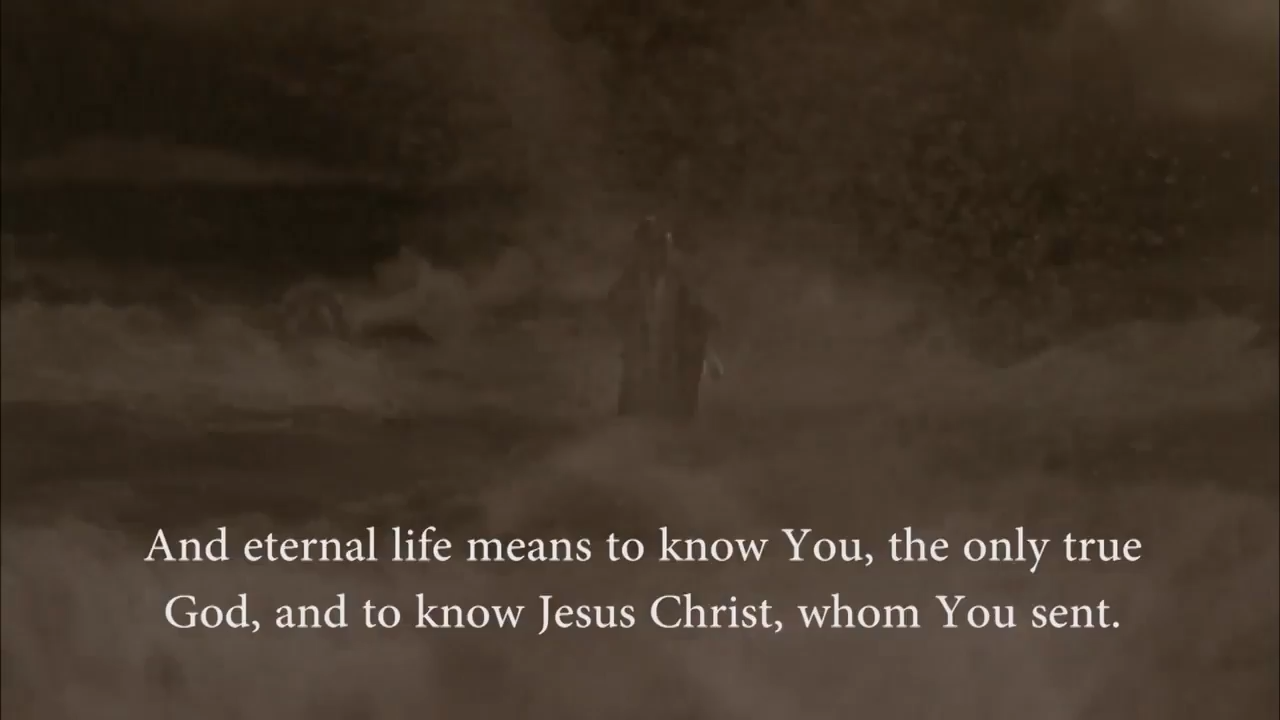 And eternal life means to know You, the only true
God, and to know Jesus Christ, whom You sent.